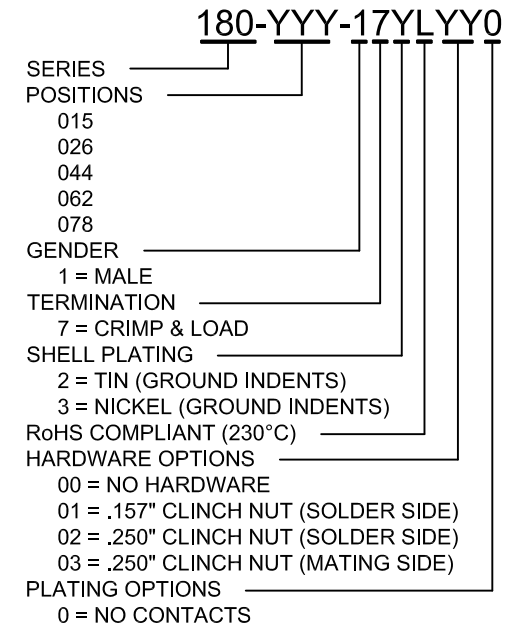 180-YYY-17YLYY0
SERIES
POSITIONS
015
026
044
062
078
GENDER
1 = MALE
TERMINATION
7 = CRIMP & LOAD
SHELL PLATING
2 = TIN (GROUND INDENTS)
3 = NICKEL (GROUND INDENTS)
RoHS COMPLIANT (230°C)
HARDWARE OPTIONS
00 = NO HARDWARE
01 = .157" CLINCH NUT (SOLDER SIDE)
02 = .250" CLINCH NUT (SOLDER SIDE)
03 = .250" CLINCH NUT (MATING SIDE)
PLATING OPTIONS
0 = NO CONTACTS